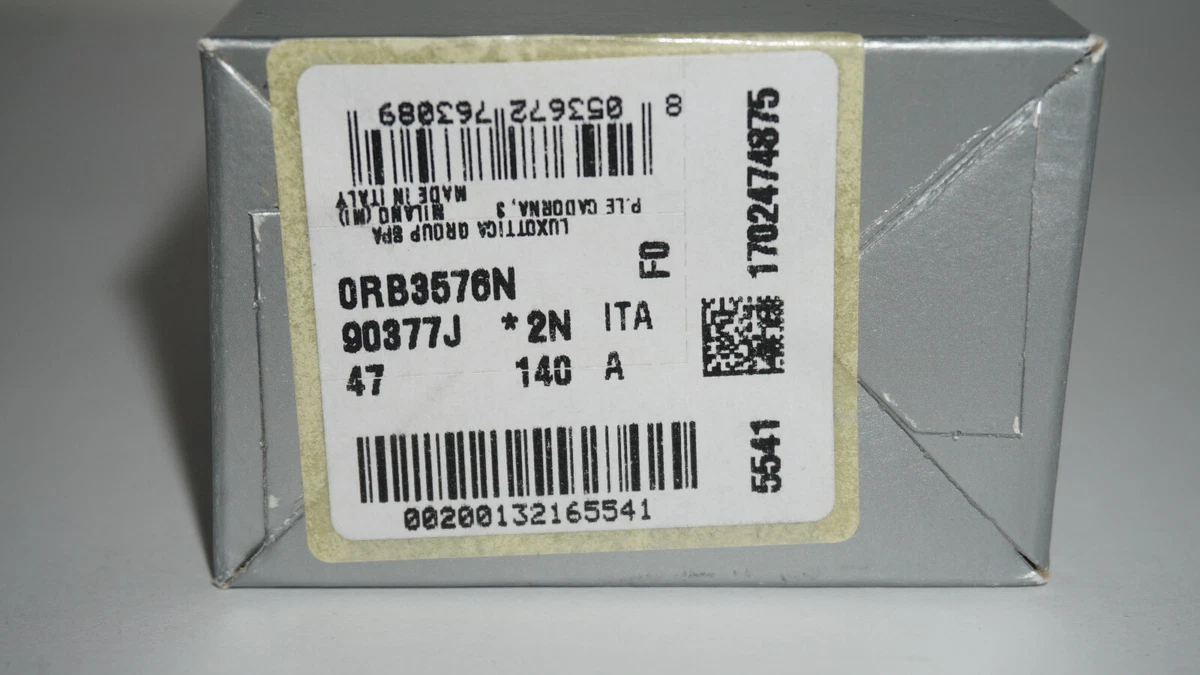 8 053672 763089
LUXOTTICA GROUP SPA
P.LE CADORNA, 3 MILANO (MI)
MADE IN ITALY
0RB3576N F0
90377J *2N ITA
47 140 A
00200132165541
1702474875
5541